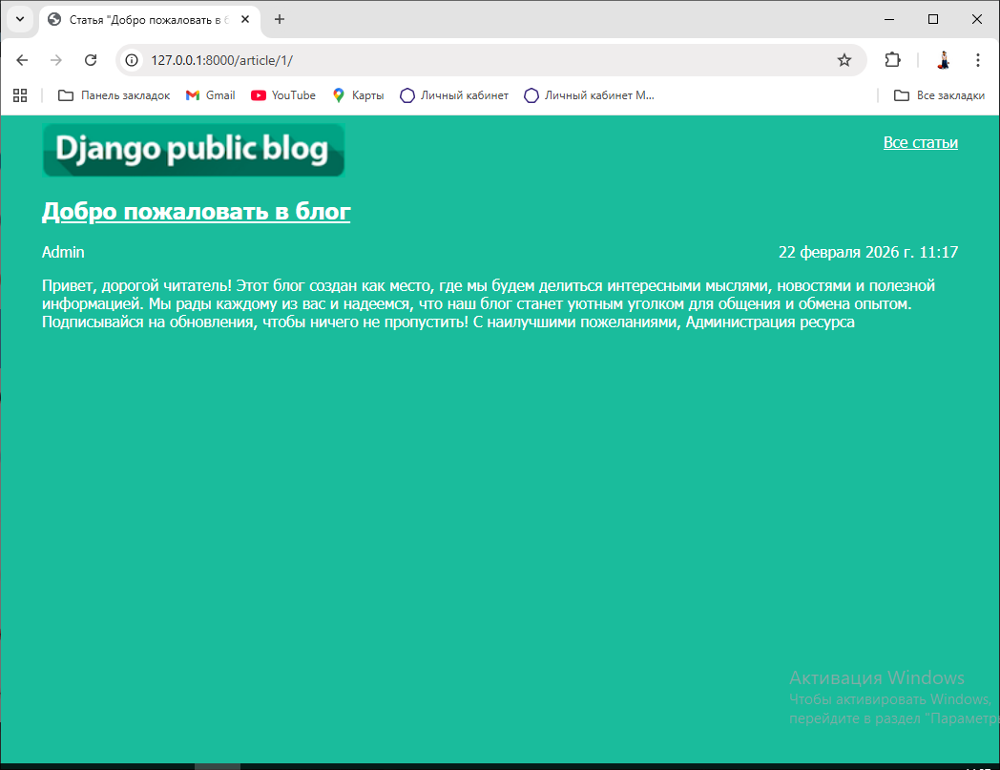 Статья "Добро пожаловать в б
127.0.0.1:8000/article/1/
Панель закладок
Gmail
YouTube
Карты
Личный кабинет
Личный кабинет М...
Все закладки
Django public blog
Все статьи
Добро пожаловать в блог
Admin
22 февраля 2026 г. 11:17
Привет, дорогой читатель! Этот блог создан как место, где мы будем делиться интересными мыслями, новостями и полезной
информацией. Мы рады каждому из вас и надеемся, что наш блог станет уютным уголком для общения и обмена опытом.
Подписывайся на обновления, чтобы ничего не пропустить! С наилучшими пожеланиями, Администрация ресурса
Активация Windows
Чтобы активировать Windows,
перейдите в раздел "Параметры